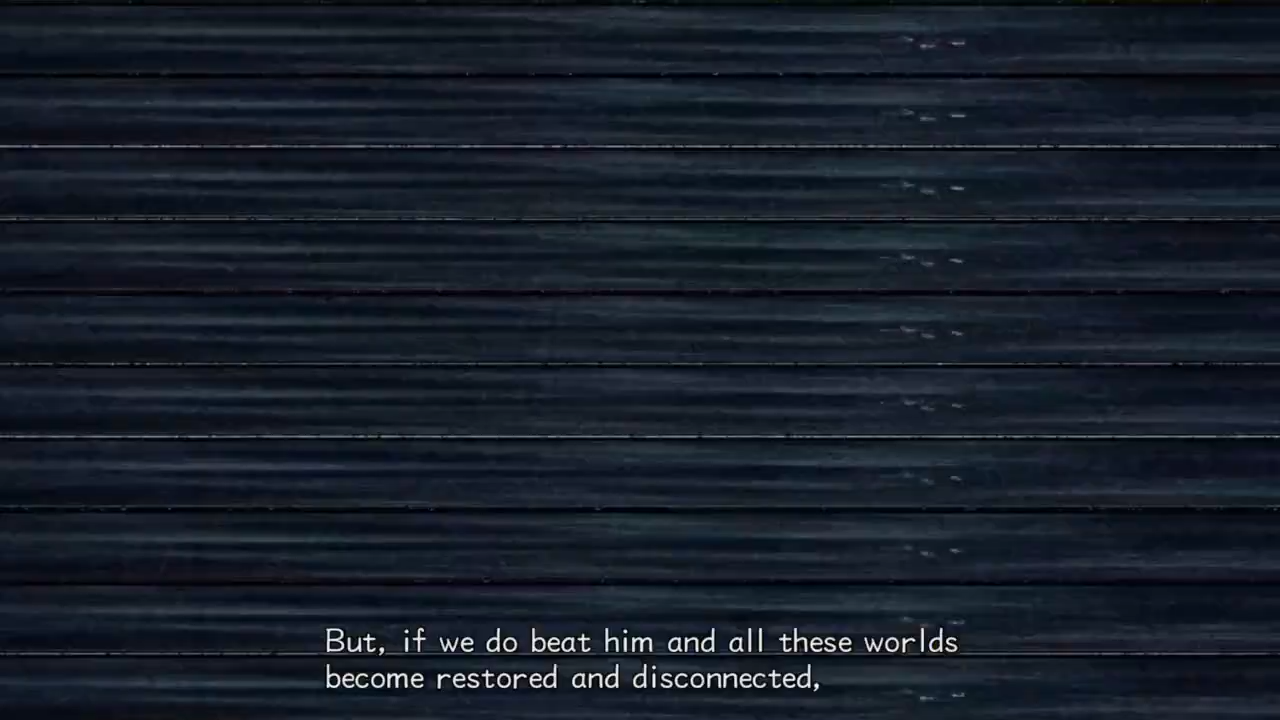 But, if we do beat him and all these worlds
become restored and disconnected,